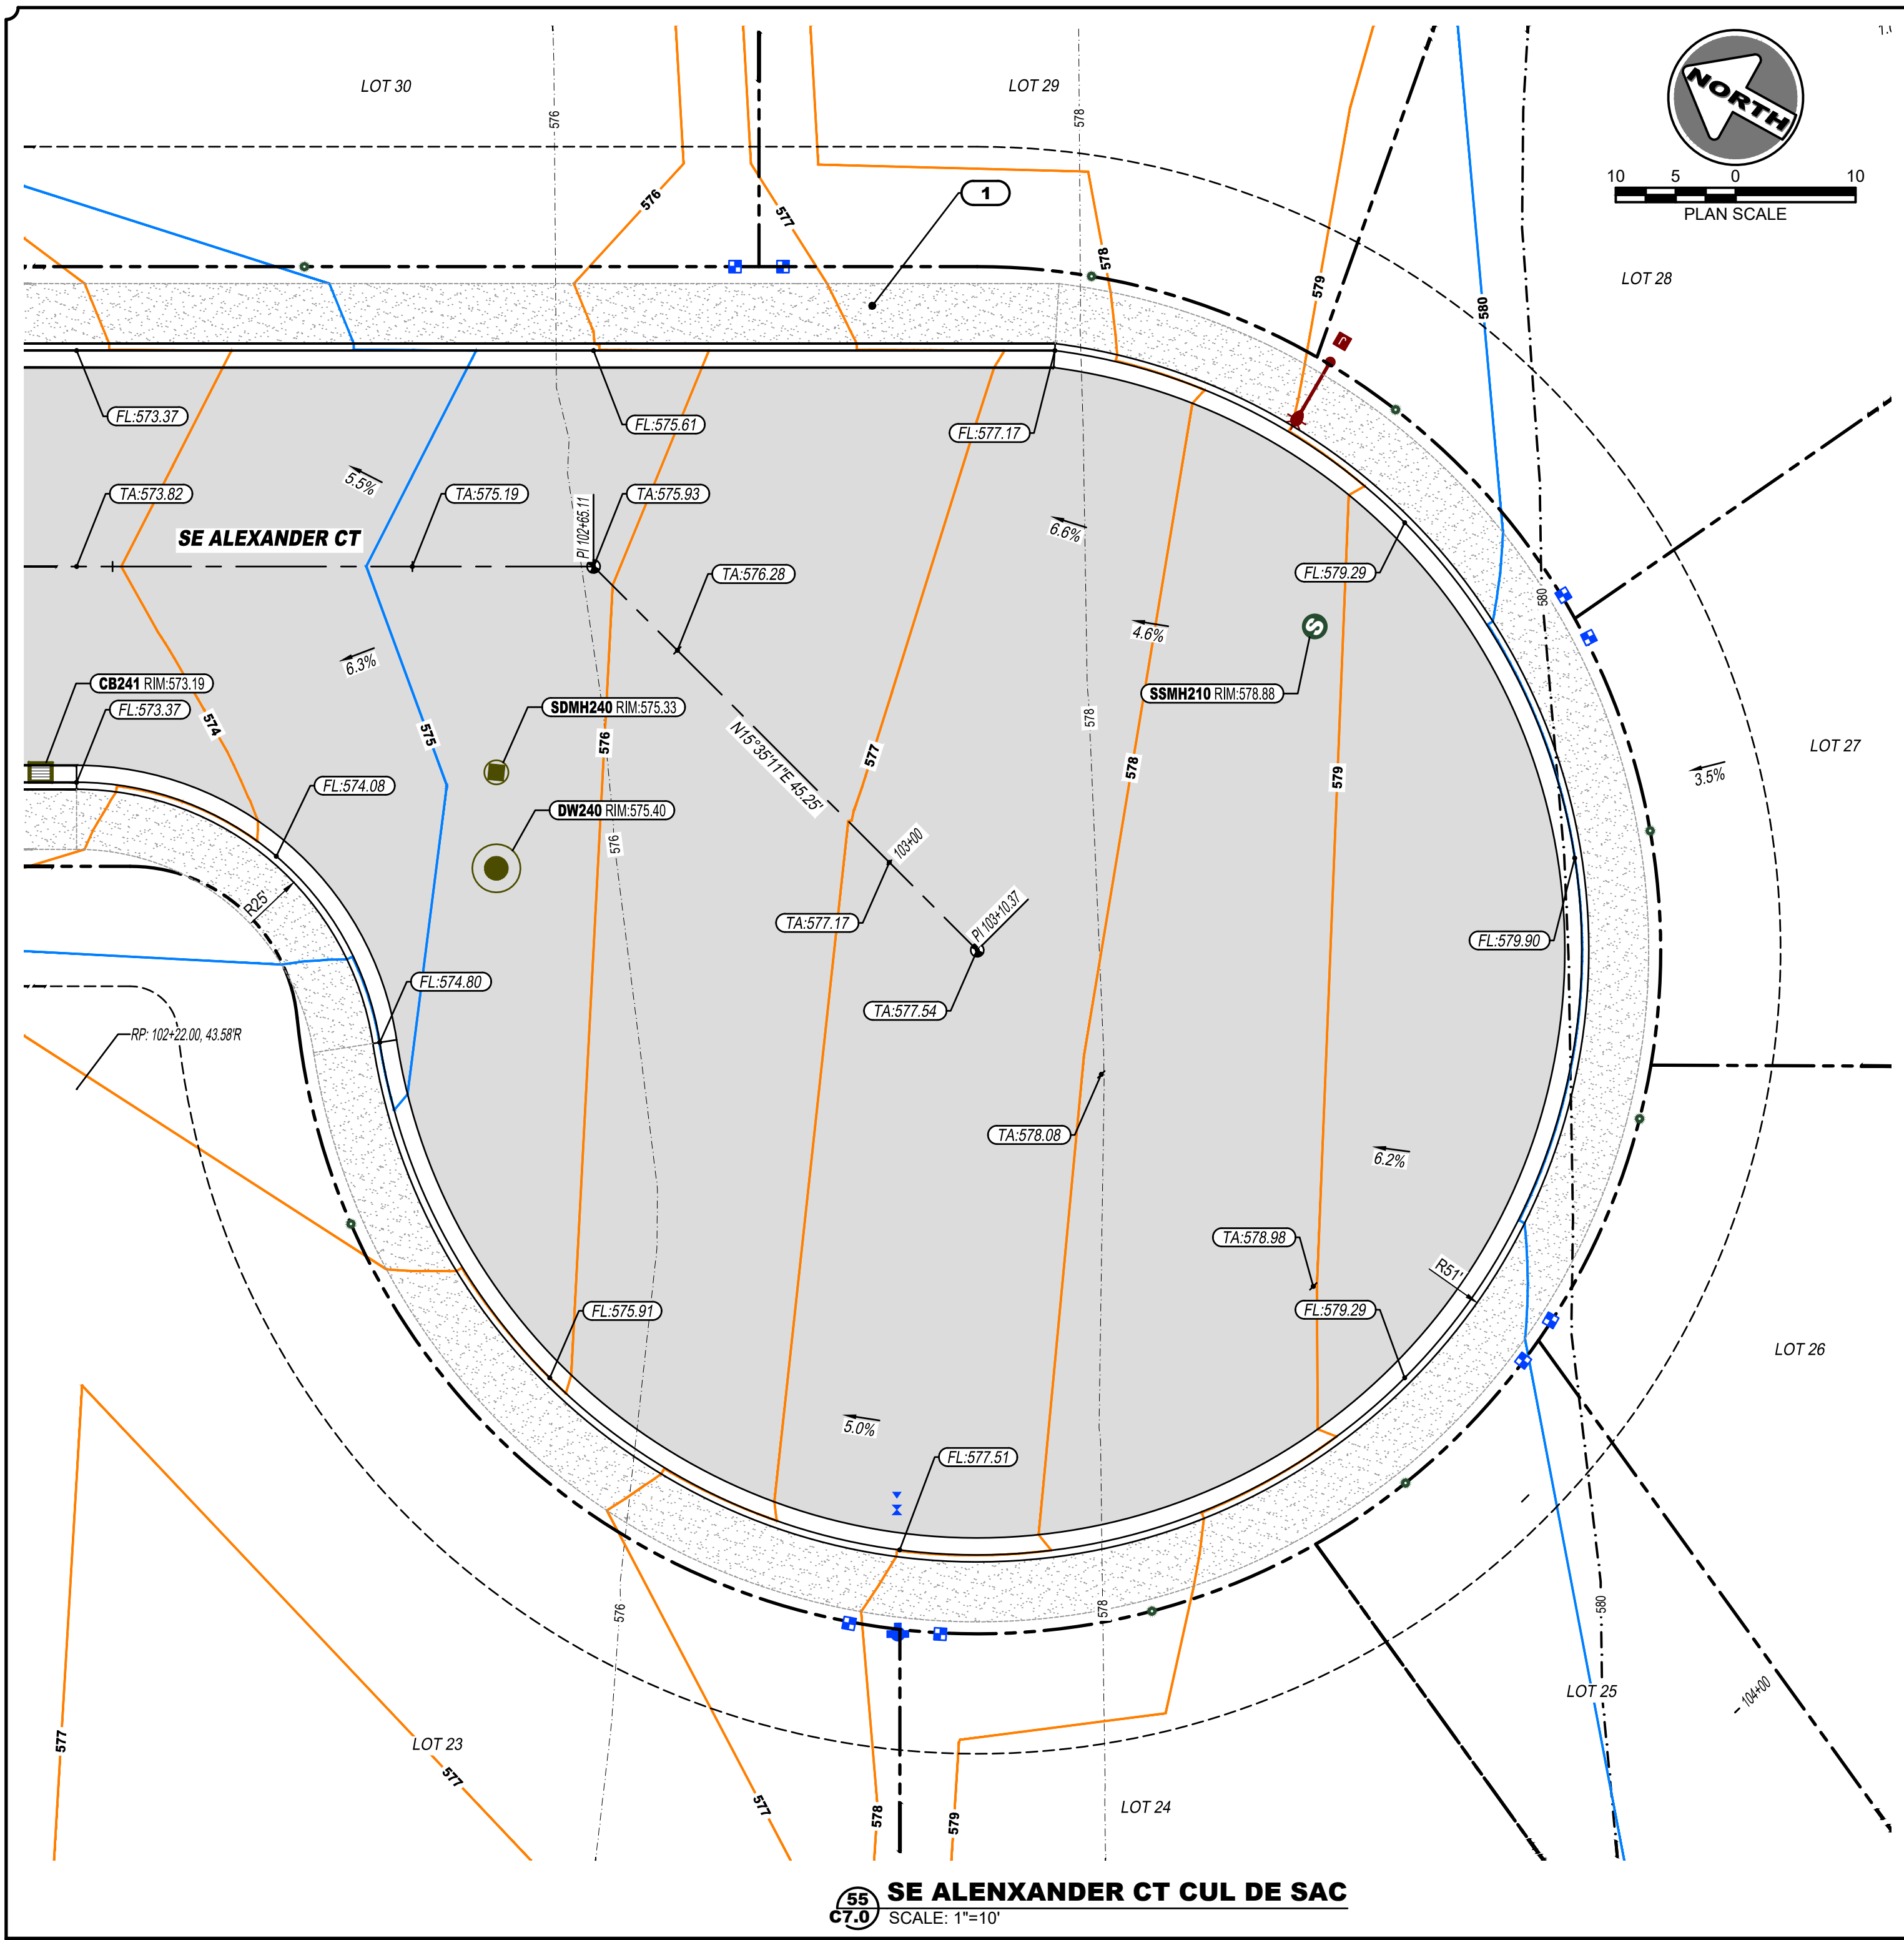 LOT 30
LOT 29
NORTH
10 5 0 10
PLAN SCALE
576
578
576
577
1
578
579
580
LOT 28
FL:573.37
FL:575.61
FL:577.17
5.5%
TA:573.82
TA:575.19
PI 102+65.11
TA:575.93
6.6%
SE ALEXANDER CT
TA:576.28
FL:579.29
580
4.6%
6.3%
CB241 RIM:573.19
FL:573.37
SDMH240 RIM:575.33
SSMH210 RIM:578.88
574
575
576
577
578
578
579
N15°35'11"E 45.25'
LOT 27
3.5%
FL:574.08
DW240 RIM:575.40
576
103+00
R25'
TA:577.17
PI 103+10.37
FL:579.90
FL:574.80
TA:577.54
RP: 102+22.00, 43.58'R
TA:578.08
6.2%
TA:578.98
R51'
FL:575.91
FL:579.29
LOT 26
5.0%
FL:577.51
576
578
580
LOT 25
104+00
577
LOT 23
577
577
578
579
LOT 24
55
C7.0
SE ALENXANDER CT CUL DE SAC
SCALE: 1"=10'